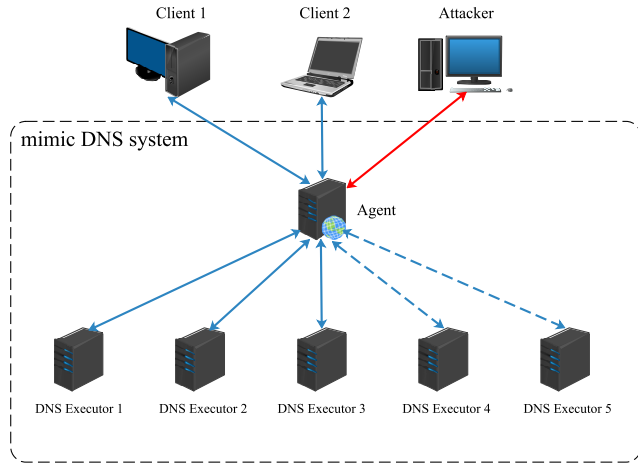 Client 1
Client 2
Attacker
mimic DNS system
Agent
DNS Executor 1
DNS Executor 2
DNS Executor 3
DNS Executor 4
DNS Executor 5